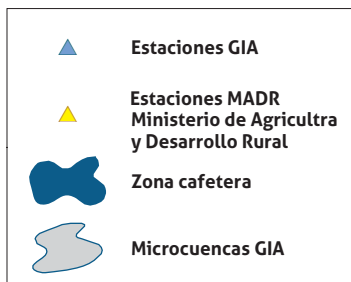 Estaciones GIA
Estaciones MADR
Ministerio de Agricultra
y Desarrollo Rural
Zona cafetera
Microcuencas GIA